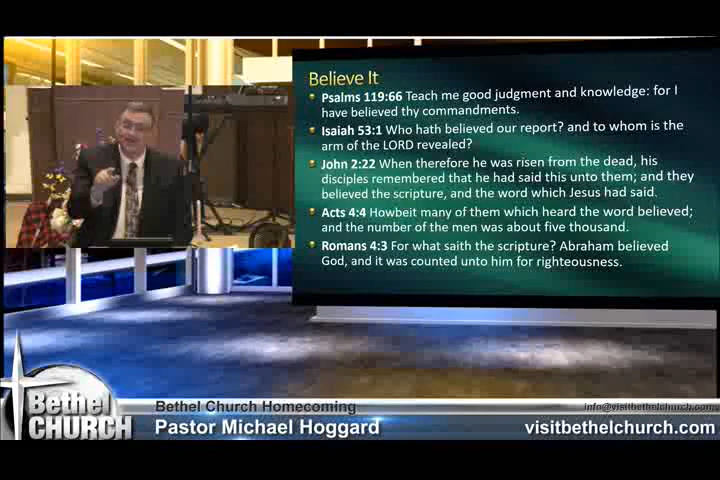 Believe It
Psalms 119:66 Teach me good judgment and knowledge: for I
have believed thy commandments.
Isaiah 53:1 Who hath believed our report? and to whom is the
arm of the LORD revealed?
John 2:22 When therefore he was risen from the dead, his
disciples remembered that he had said this unto them; and they
believed the scripture, and the word which Jesus had said.
Acts 4:4 Howbeit many of them which heard the word believed;
and the number of the men was about five thousand.
Romans 4:3 For what saith the scripture? Abraham believed
God, and it was counted unto him for righteousness.
Bethel
CHURCH
Bethel Church Homecoming
info@visitbethelchurch.com
Pastor Michael Hoggard
visitbethelchurch.com